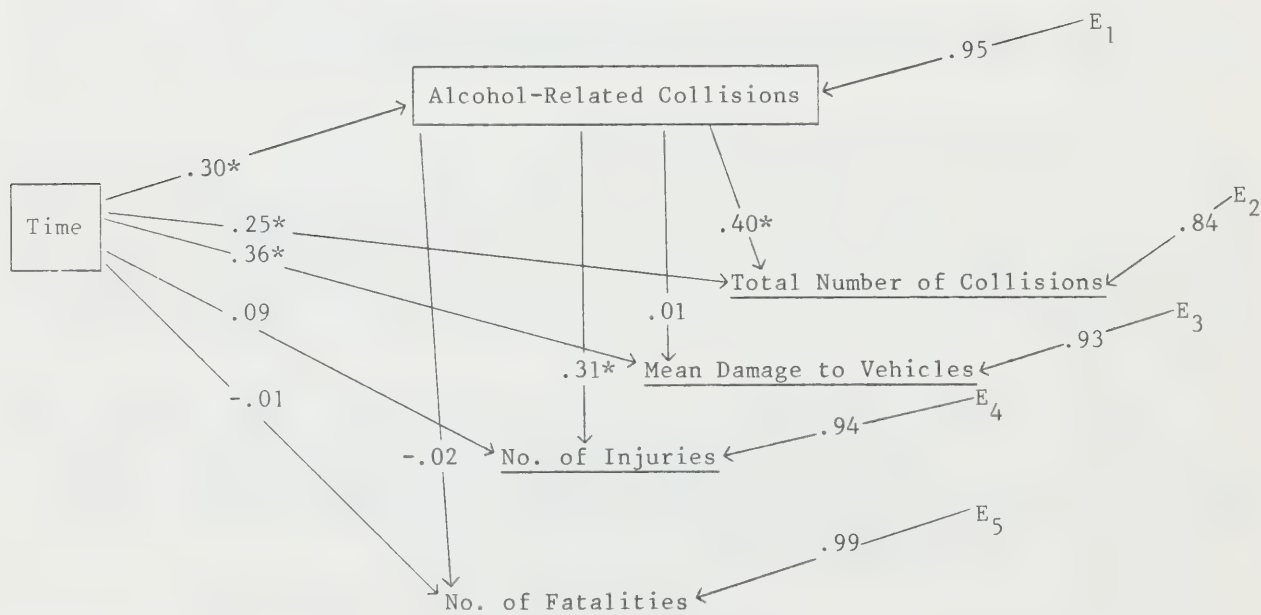 E1
.95
Alcohol-Related Collisions
.30*
Time
.25*
.40*
.84
E2
.36*
Total Number of Collisions
.09
.01
.93
E3
.31*
Mean Damage to Vehicles
-.01
.94
E4
-.02
No. of Injuries
.99
E5
No. of Fatalities